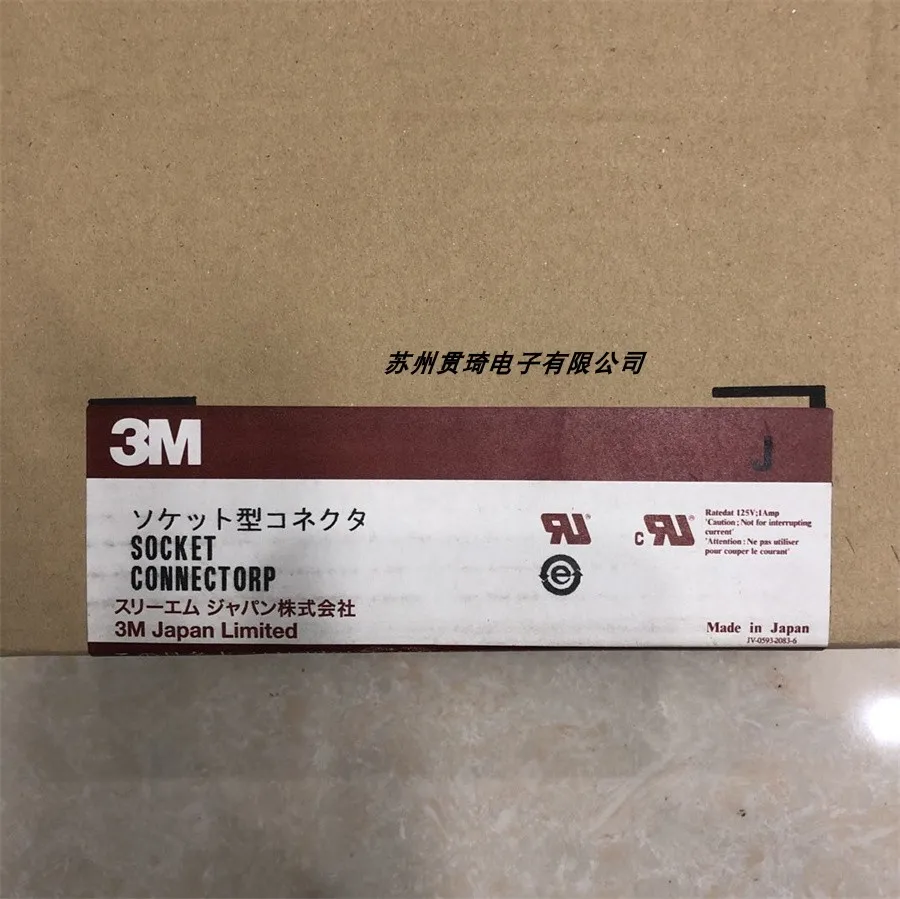 苏州贯琦电子有限公司
3M
J
ソケット型コネクタ
SOCKET
CONNECTORP
スリーエム ジャパン株式会社
3M Japan Limited
c
e
Ratedat 125V;1Amp
'Caution ; Not for interrupting
current'
'Attention : Ne pas utiliser
pour couper le courant'
Made in Japan
JV-0593-2083-6